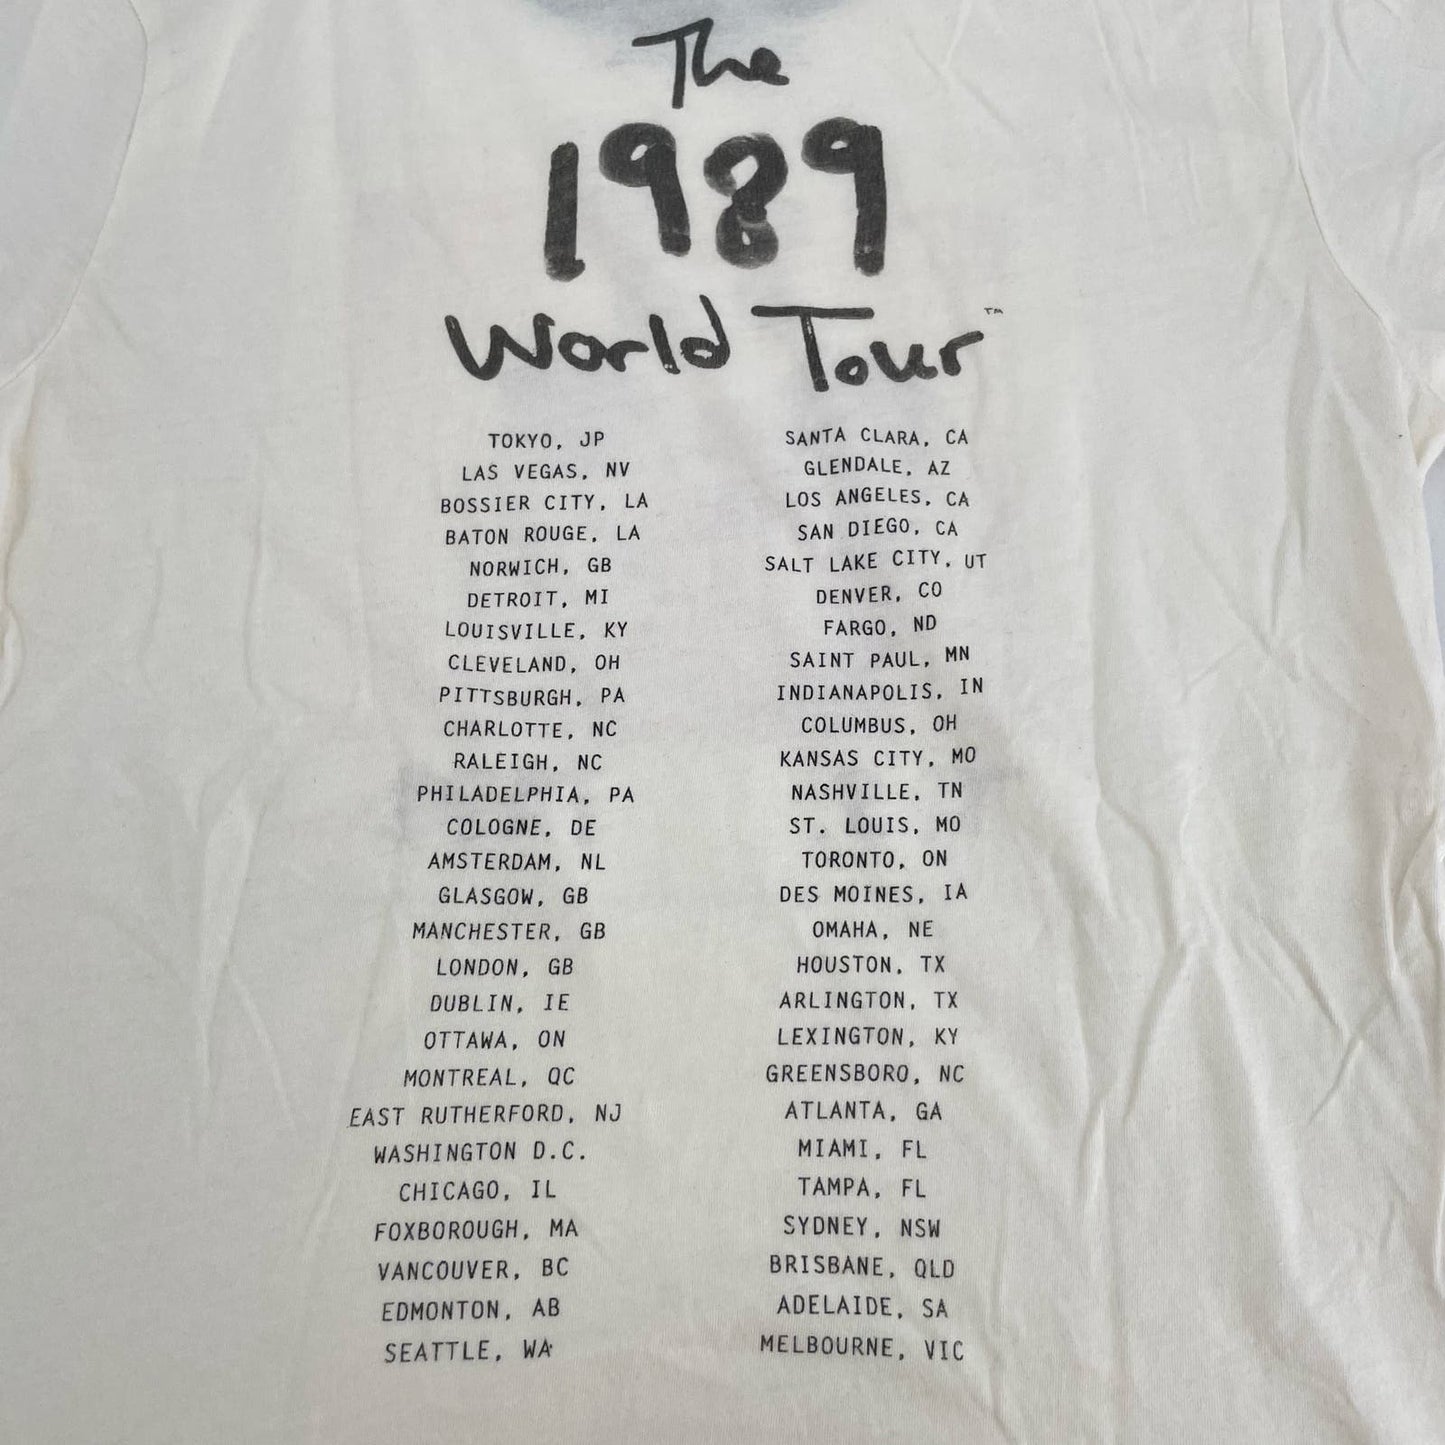 The
1989
World Tour™
TOKYO, JP
LAS VEGAS, NV
BOSSIER CITY, LA
BATON ROUGE, LA
NORWICH, GB
DETROIT, MI
LOUISVILLE, KY
CLEVELAND, OH
PITTSBURGH, PA
CHARLOTTE, NC
RALEIGH, NC
PHILADELPHIA, PA
COLOGNE, DE
AMSTERDAM, NL
GLASGOW, GB
MANCHESTER, GB
LONDON, GB
DUBLIN, IE
OTTAWA, ON
MONTREAL, QC
EAST RUTHERFORD, NJ
WASHINGTON D.C.
CHICAGO, IL
FOXBOROUGH, MA
VANCOUVER, BC
EDMONTON, AB
SEATTLE, WA
SANTA CLARA, CA
GLENDALE, AZ
LOS ANGELES, CA
SAN DIEGO, CA
SALT LAKE CITY, UT
DENVER, CO
FARGO, ND
SAINT PAUL, MN
INDIANAPOLIS, IN
COLUMBUS, OH
KANSAS CITY, MO
NASHVILLE, TN
ST. LOUIS, MO
TORONTO, ON
DES MOINES, IA
OMAHA, NE
HOUSTON, TX
ARLINGTON, TX
LEXINGTON, KY
GREENSBORO, NC
ATLANTA, GA
MIAMI, FL
TAMPA, FL
SYDNEY, NSW
BRISBANE, QLD
ADELAIDE, SA
MELBOURNE, VIC